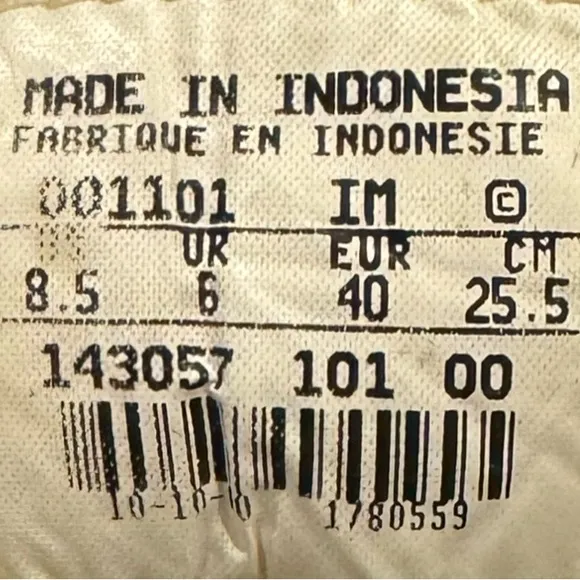 MADE IN INDONESIA
FABRIQUE EN INDONESIE
001101 IM ©
UK EUR CM
8.5 6 40 25.5
143057 101 00
1780559